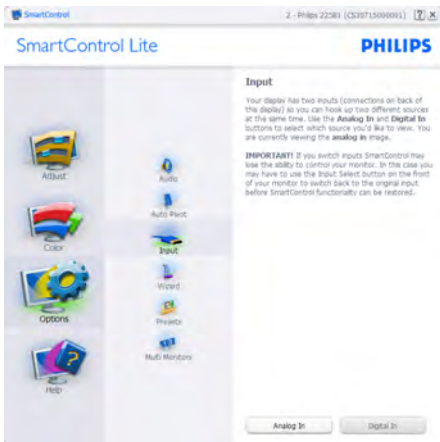 SmartControl
2 - Philips 225B1 (CS39715000001)
SmartControl Lite
PHILIPS
Adjust
Color
Options
Help
Audio
Auto Pivot
Input
Wizard
Presets
Multi Monitors
Input
Your display has two inputs (connections on back of
this display) so you can hook up two different sources
at the same time. Use the Analog In and Digital In
buttons to select which source you'd like to view. You
are currently viewing the analog in image.
IMPORTANT! If you switch inputs SmartControl may
lose the ability to control your monitor. In this case you
may have to use the Input Select button on the front
of your monitor to switch back to the original input
before SmartControl functionality can be restored.
Analog In
Digital In